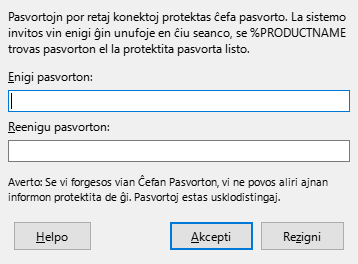 Pasvortojn por retaj konektoj protektas ĉefa pasvorto. La sistemo
invitos vin enigi ĝin unufoje en ĉiu seanco, se %PRODUCTNAME
trovas pasvorton el la protektita pasvorta listo.
Enigi pasvorton:
Reenigu pasvorton:
Averto: Se vi forgesos vian Ĉefan Pasvorton, vi ne povos aliri ajnan
informon protektita de ĝi. Pasvortoj estas usklodistingaj.
Helpo
Akcepti
Rezigni